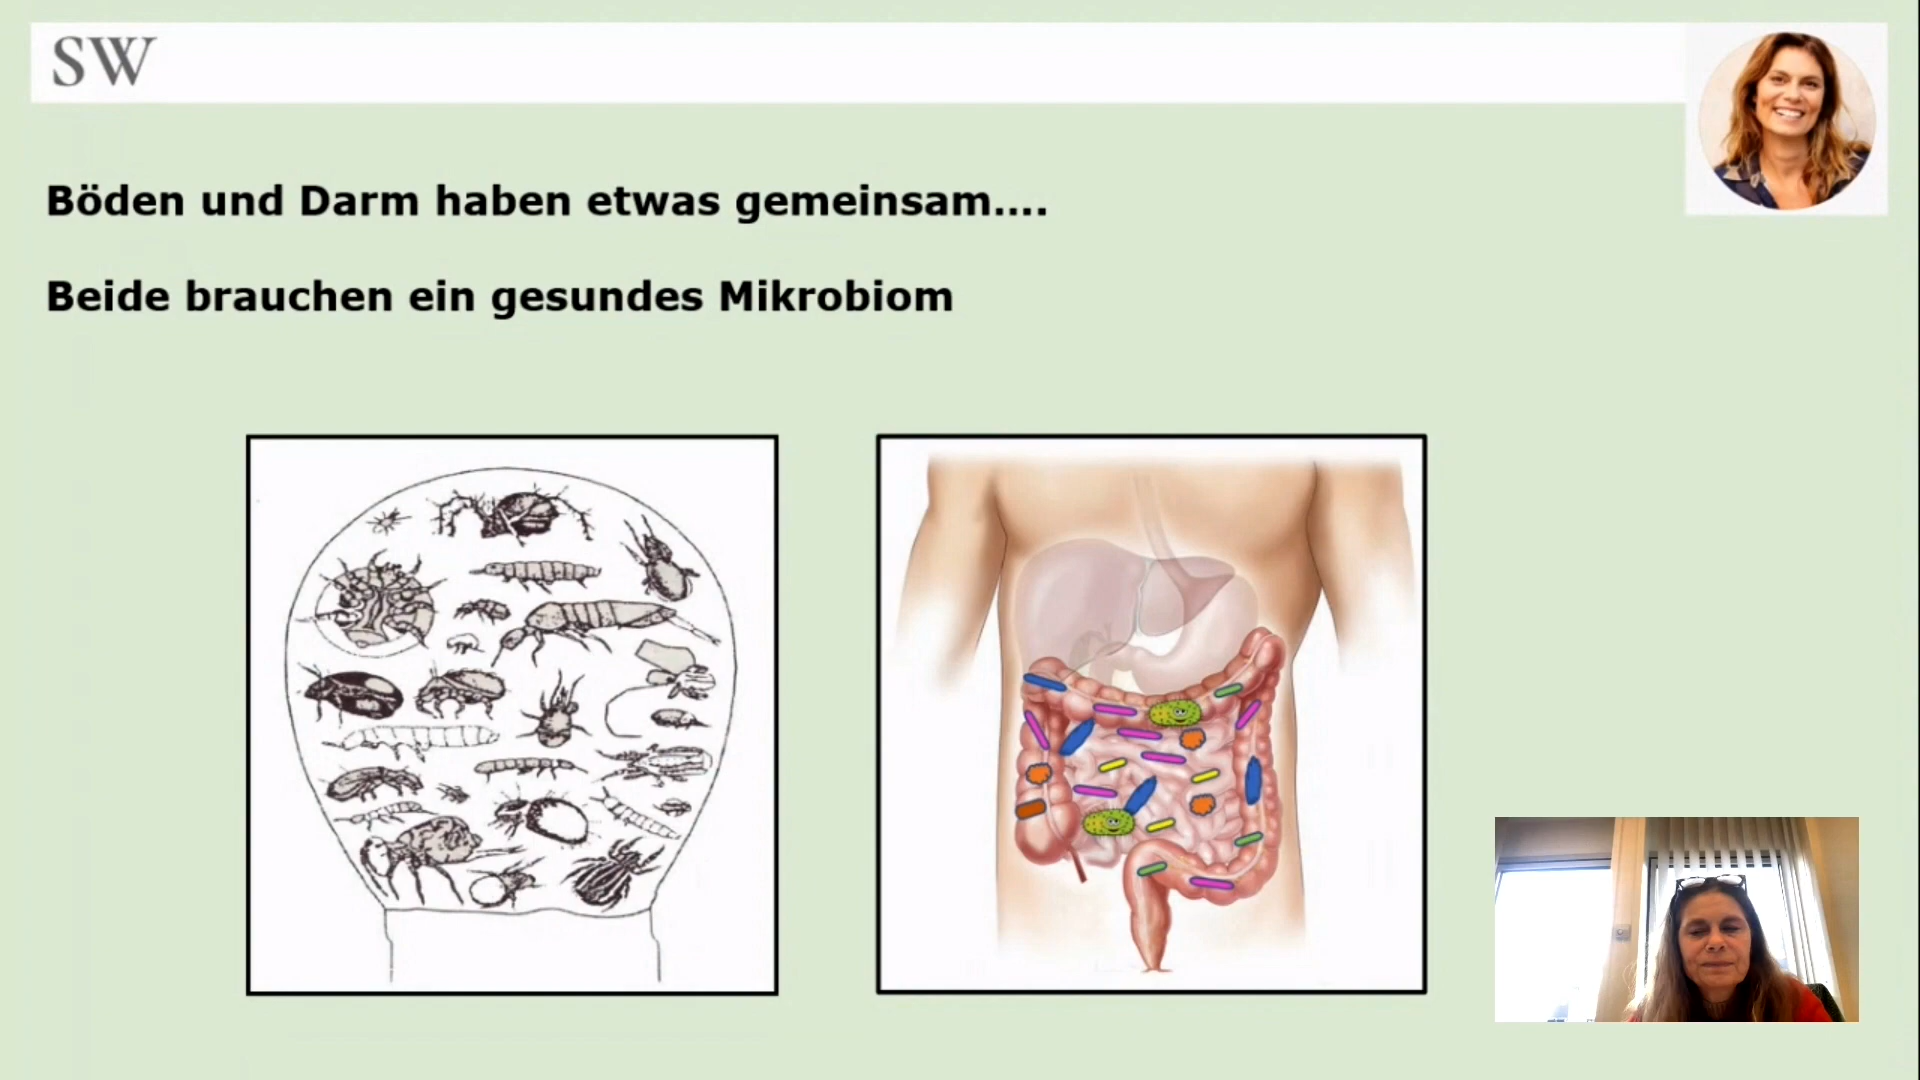 SW
Böden und Darm haben etwas gemeinsam....
Beide brauchen ein gesundes Mikrobiom